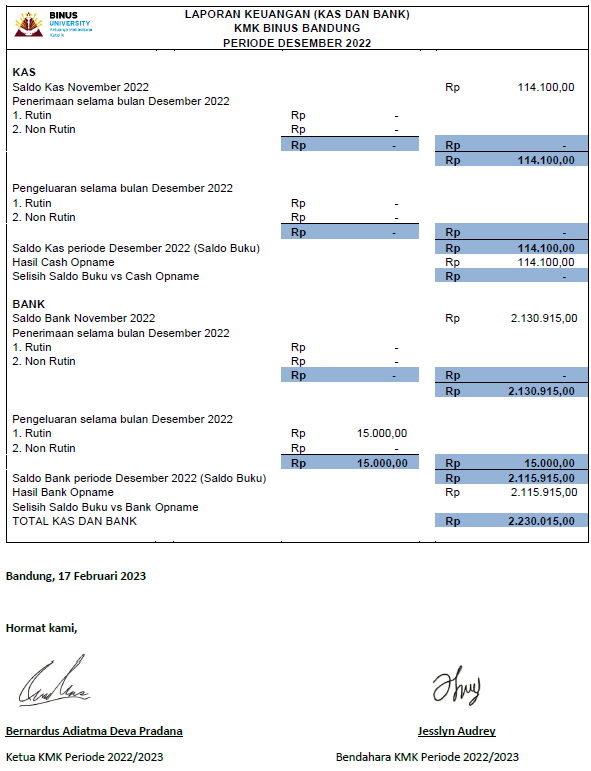 BINUS
UNIVERSITY
Keluarga Mahasiswa
Katolik
LAPORAN KEUANGAN (KAS DAN BANK)
KMK BINUS BANDUNG
PERIODE DESEMBER 2022
KAS
Saldo Kas November 2022 Rp 114.100,00
Penerimaan selama bulan Desember 2022
1. Rutin Rp -
2. Non Rutin Rp -
Rp - Rp -
Rp 114.100,00
Pengeluaran selama bulan Desember 2022
1. Rutin Rp -
2. Non Rutin Rp -
Rp - Rp -
Saldo Kas periode Desember 2022 (Saldo Buku) Rp 114.100,00
Hasil Cash Opname Rp 114.100,00
Selisih Saldo Buku vs Cash Opname Rp -
BANK
Saldo Bank November 2022 Rp 2.130.915,00
Penerimaan selama bulan Desember 2022
1. Rutin Rp -
2. Non Rutin Rp -
Rp - Rp -
Rp 2.130.915,00
Pengeluaran selama bulan Desember 2022
1. Rutin Rp 15.000,00
2. Non Rutin Rp -
Rp 15.000,00 Rp 15.000,00
Saldo Bank periode Desember 2022 (Saldo Buku) Rp 2.115.915,00
Hasil Bank Opname Rp 2.115.915,00
Selisih Saldo Buku vs Bank Opname
TOTAL KAS DAN BANK Rp 2.230.015,00
Bandung, 17 Februari 2023
Hormat kami,
Bernardus Adiatma Deva Pradana Jesslyn Audrey
Ketua KMK Periode 2022/2023 Bendahara KMK Periode 2022/2023